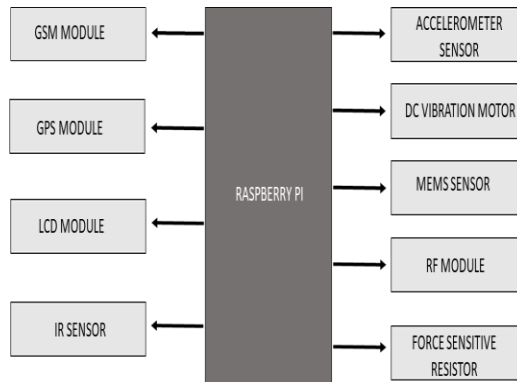 GSM MODULE
GPS MODULE
LCD MODULE
IR SENSOR
RASPBERRY PI
ACCELEROMETER
SENSOR
DC VIBRATION MOTOR
MEMS SENSOR
RF MODULE
FORCE SENSITIVE
RESISTOR